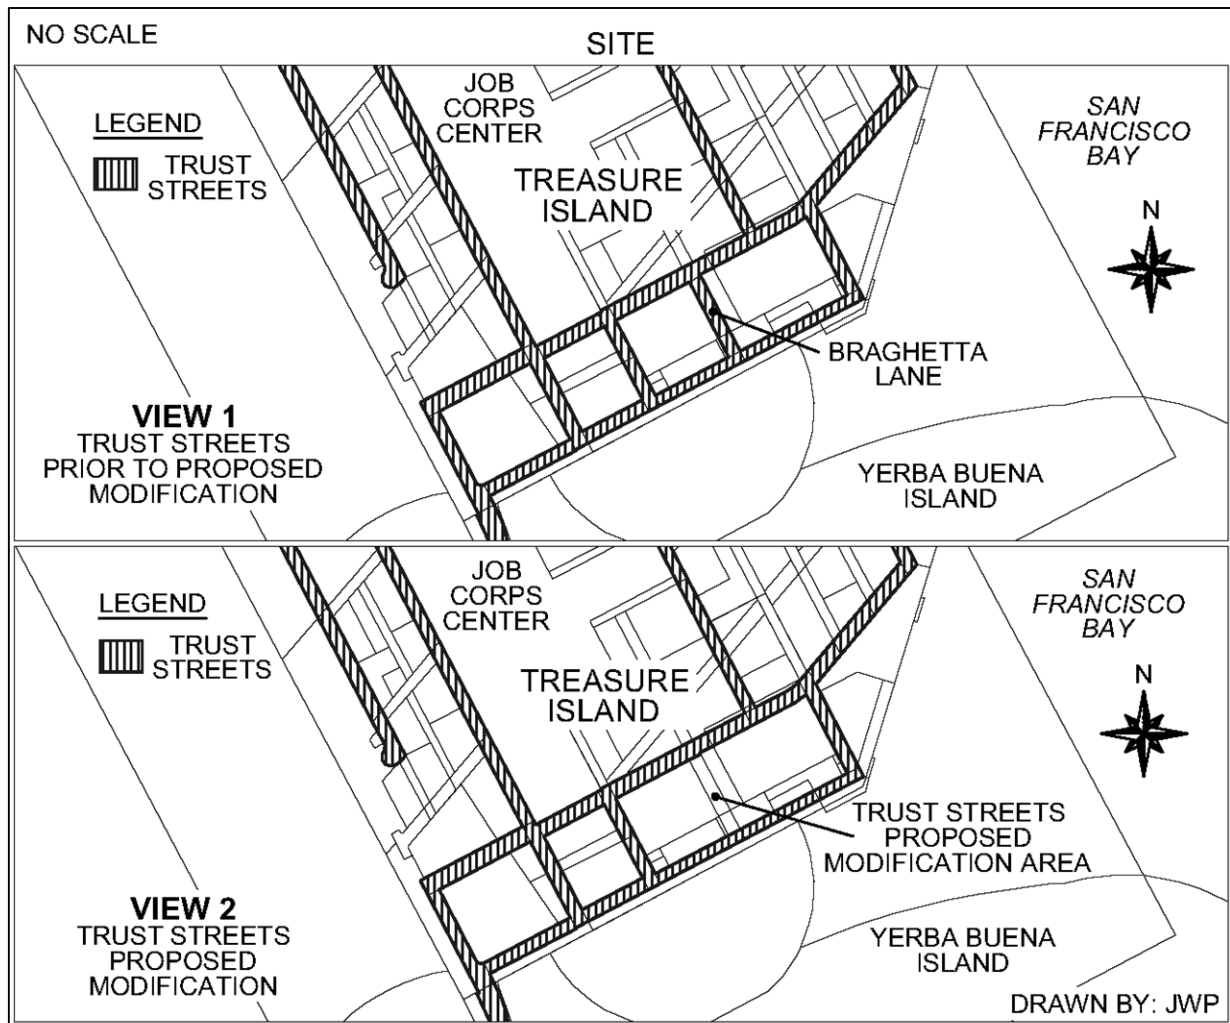 NO SCALE
SITE
LEGEND
TRUST
STREETS
JOB
CORPS
CENTER
TREASURE
ISLAND
SAN
FRANCISCO
BAY
N
BRAGHETTA
LANE
VIEW 1
TRUST STREETS
PRIOR TO PROPOSED
MODIFICATION
YERBA BUENA
ISLAND
LEGEND
TRUST
STREETS
JOB
CORPS
CENTER
TREASURE
ISLAND
SAN
FRANCISCO
BAY
N
TRUST STREETS
PROPOSED
MODIFICATION AREA
VIEW 2
TRUST STREETS
PROPOSED
MODIFICATION
YERBA BUENA
ISLAND
DRAWN BY: JWP